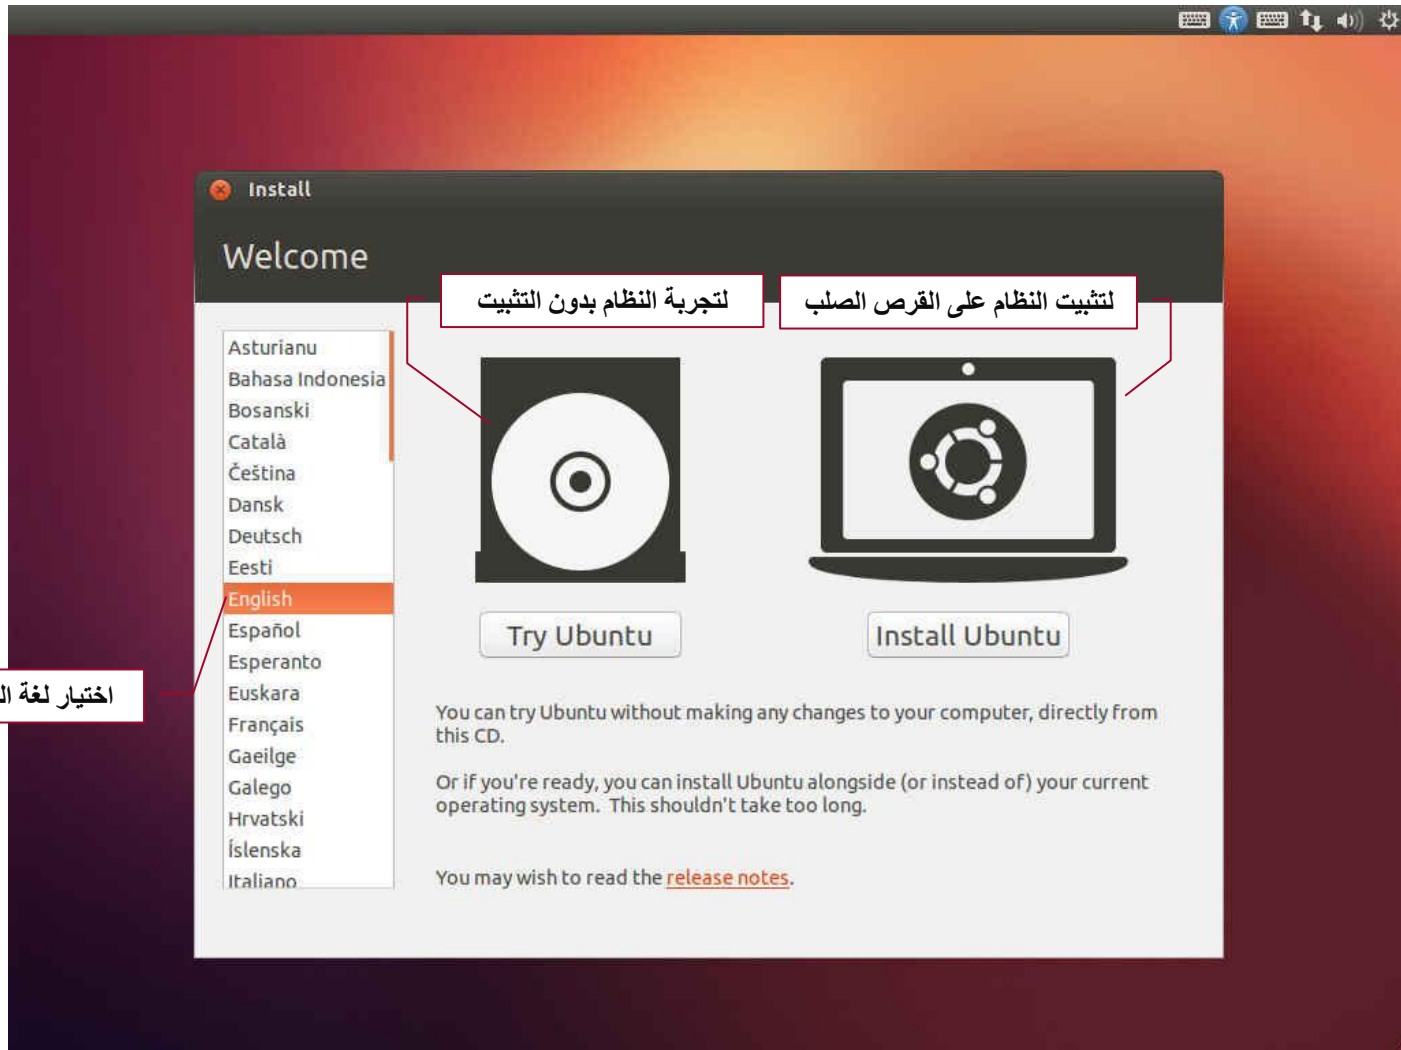 Install
Welcome
لتجربة النظام بدون التثبيت
لتثبيت النظام على القرص الصلب
Asturianu
Bahasa Indonesia
Bosanski
Català
Čeština
Dansk
Deutsch
Eesti
English
Español
Esperanto
Euskara
Français
Gaeilge
Galego
Hrvatski
Íslenska
Italiano
اختيار لغة
Try Ubuntu
Install Ubuntu
You can try Ubuntu without making any changes to your computer, directly from
this CD.
Or if you're ready, you can install Ubuntu alongside (or instead of) your current
operating system. This shouldn't take too long.
You may wish to read the release notes.